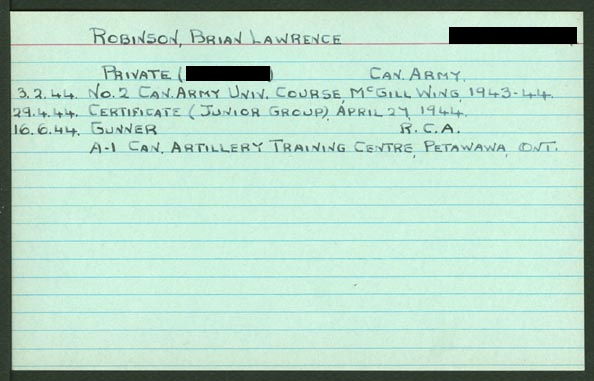 ROBINSON, BRIAN LAWRENCE
PRIVATE ( ) CAN. ARMY.
3.2.44. NO.2 CAN. ARMY UNIV. COURSE, MCGILL WING, 1943-44.
29.4.44. CERTIFICATE (JUNIOR GROUP) APRIL 27, 1944.
16.6.44. GUNNER R.C.A.
A-1 CAN. ARTILLERY TRAINING CENTRE, PETAWAWA, ONT.